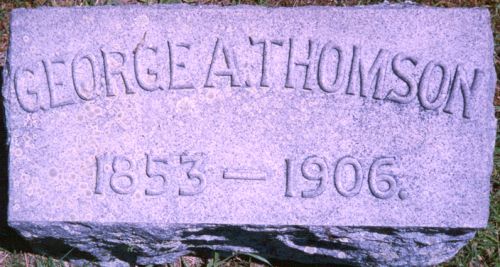 GEORGE A. THOMSON
1853 — 1906.